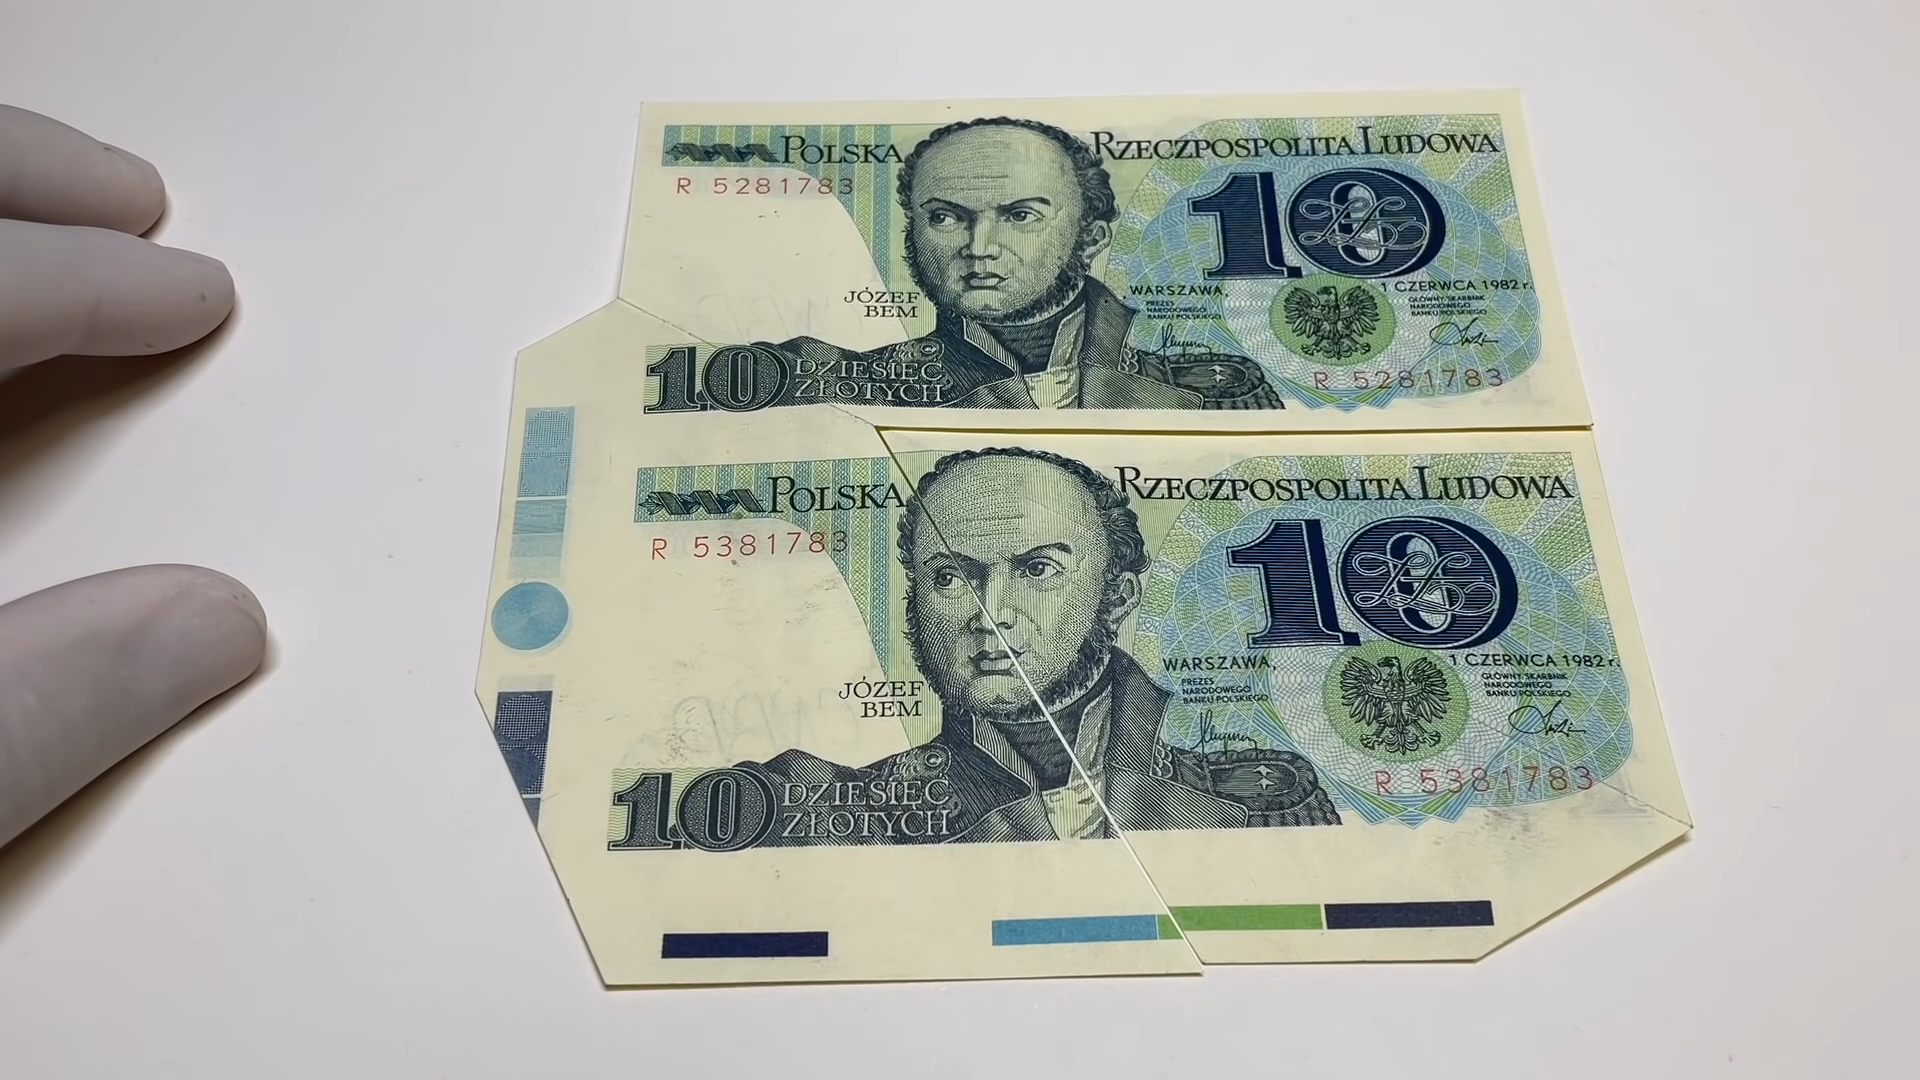 POLSKA RZECZPOSPOLITA LUDOWA
R 5281783
10
JÓZEF
BEM
WARSZAWA, 1 CZERWCA 1982 r.
PREZES
NARODOWEGO
BANKU POLSKIEGO
GŁÓWNY SKARBNIK
NARODOWEGO
BANKU POLSKIEGO
10 DZIESIĘĆ
ZŁOTYCH
R 5281783
POLSKA RZECZPOSPOLITA LUDOWA
R 5381783
10
JÓZEF
BEM
WARSZAWA, 1 CZERWCA 1982 r.
PREZES
NARODOWEGO
BANKU POLSKIEGO
GŁÓWNY SKARBNIK
NARODOWEGO
BANKU POLSKIEGO
10 DZIESIĘĆ
ZŁOTYCH
R 5381783